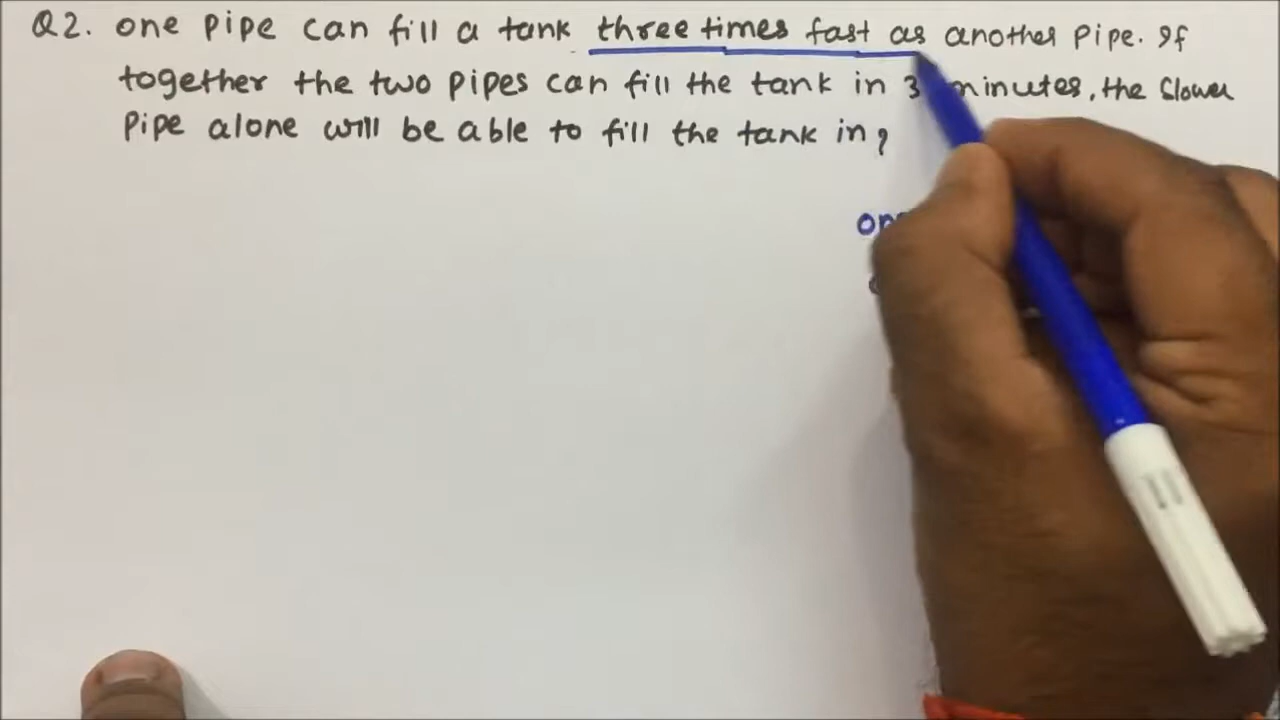 Q2. one pipe can fill a tank three times fast as another pipe. If
together the two pipes can fill the tank in 3 minutes, the slower
pipe alone will be able to fill the tank in?